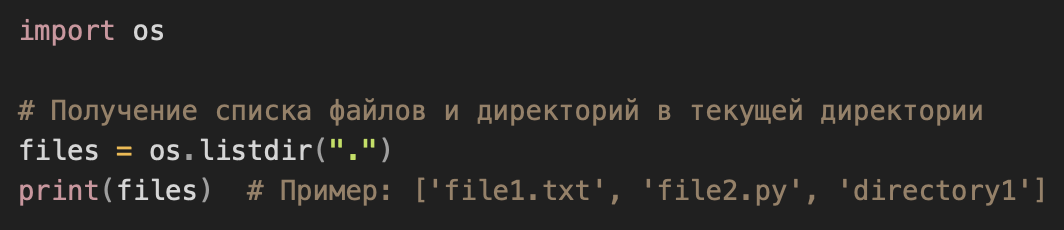 import os
# Получение списка файлов и директорий в текущей директории
files = os.listdir(".")
print(files)  # Пример: ['file1.txt', 'file2.py', 'directory1']